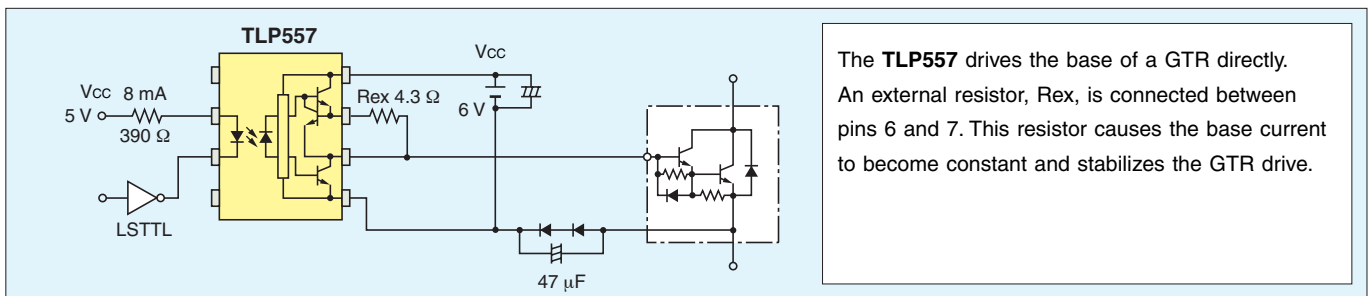 TLP557
Vcc
Vcc 8 mA
5 V
390 Ω
Rex 4.3 Ω
6 V
LSTTL
47 μF
The TLP557 drives the base of a GTR directly.
An external resistor, Rex, is connected between
pins 6 and 7. This resistor causes the base current
to become constant and stabilizes the GTR drive.